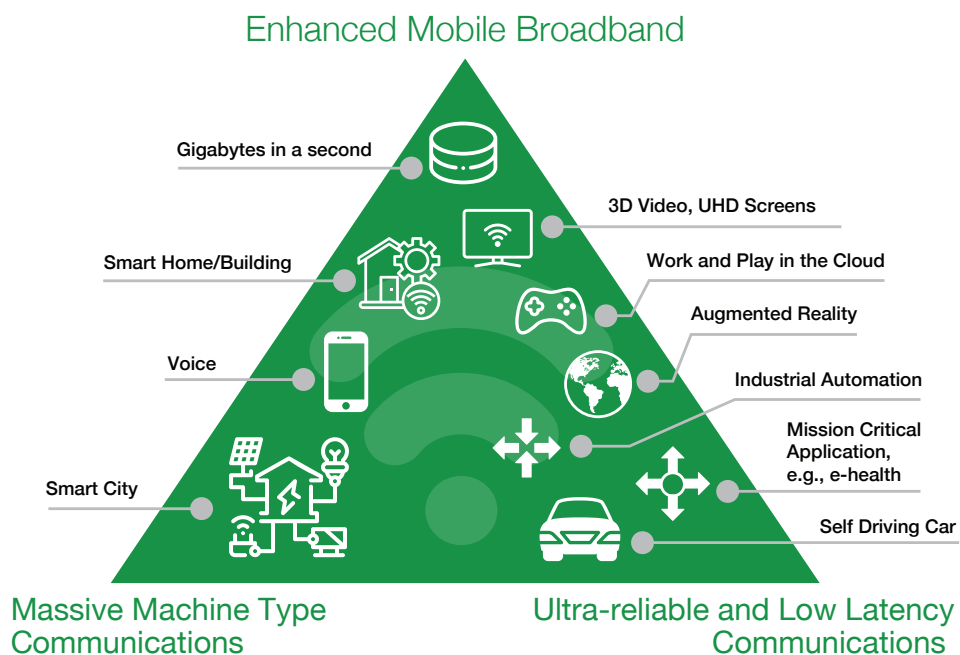 Enhanced Mobile Broadband
Gigabytes in a second
3D Video, UHD Screens
Smart Home/Building
Work and Play in the Cloud
Augmented Reality
Voice
Industrial Automation
Mission Critical
Application,
e.g., e-health
Smart City
Self Driving Car
Massive Machine Type
Communications
Ultra-reliable and Low Latency
Communications